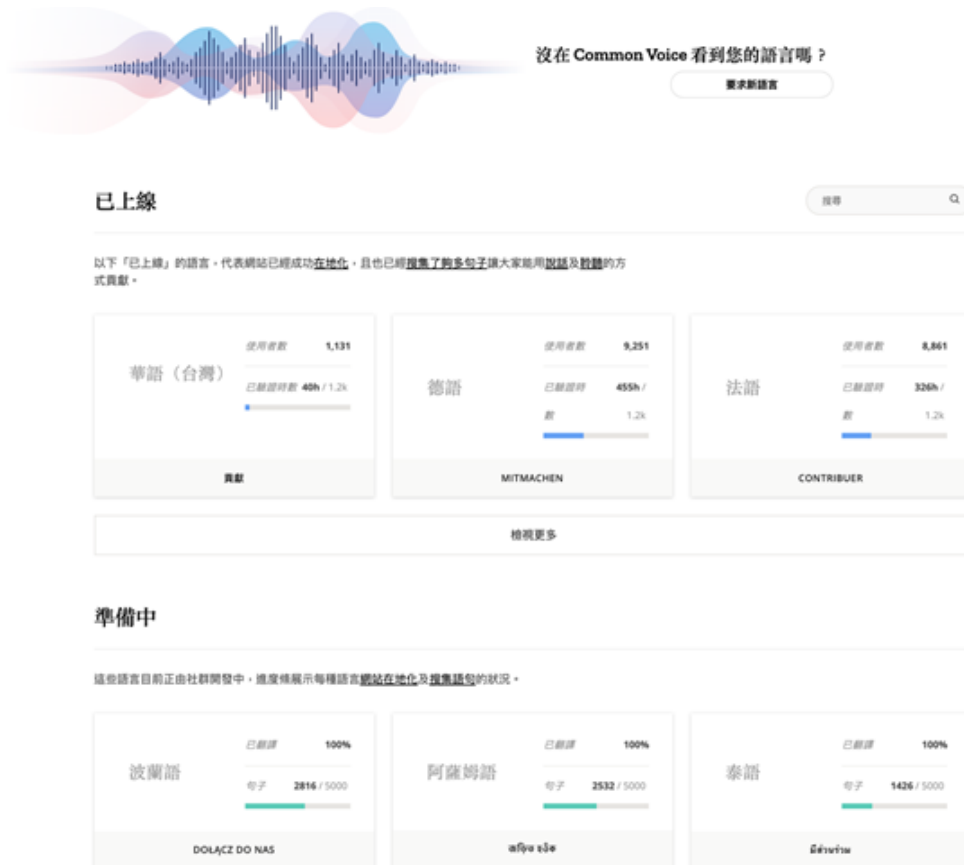 沒在 Common Voice 看到您的語言嗎？
要求新語言
已上線
搜尋
以下「已上線」的語言，代表網站已經成功在地化，且也已經搜集了夠多句子讓大家能用說話及聆聽的方
式貢獻。
華語（台灣）
使用者數 1,131
已驗證時數 40h / 1.2k
貢獻
德語
使用者數 9,251
已驗證時 455h /
數 1.2k
MITMACHEN
法語
使用者數 8,861
已驗證時 326h /
數 1.2k
CONTRIBUER
檢視更多
準備中
這些語言目前正由社群開發中，進度條展示每種語言網站在地化及搜集語句的狀況。
波蘭語
已翻譯 100%
句子 2816 / 5000
DOŁĄCZ DO NAS
阿薩姆語
已翻譯 100%
句子 2532 / 5000
泰語
已翻譯 100%
句子 1426 / 5000
มีส่วนร่วม